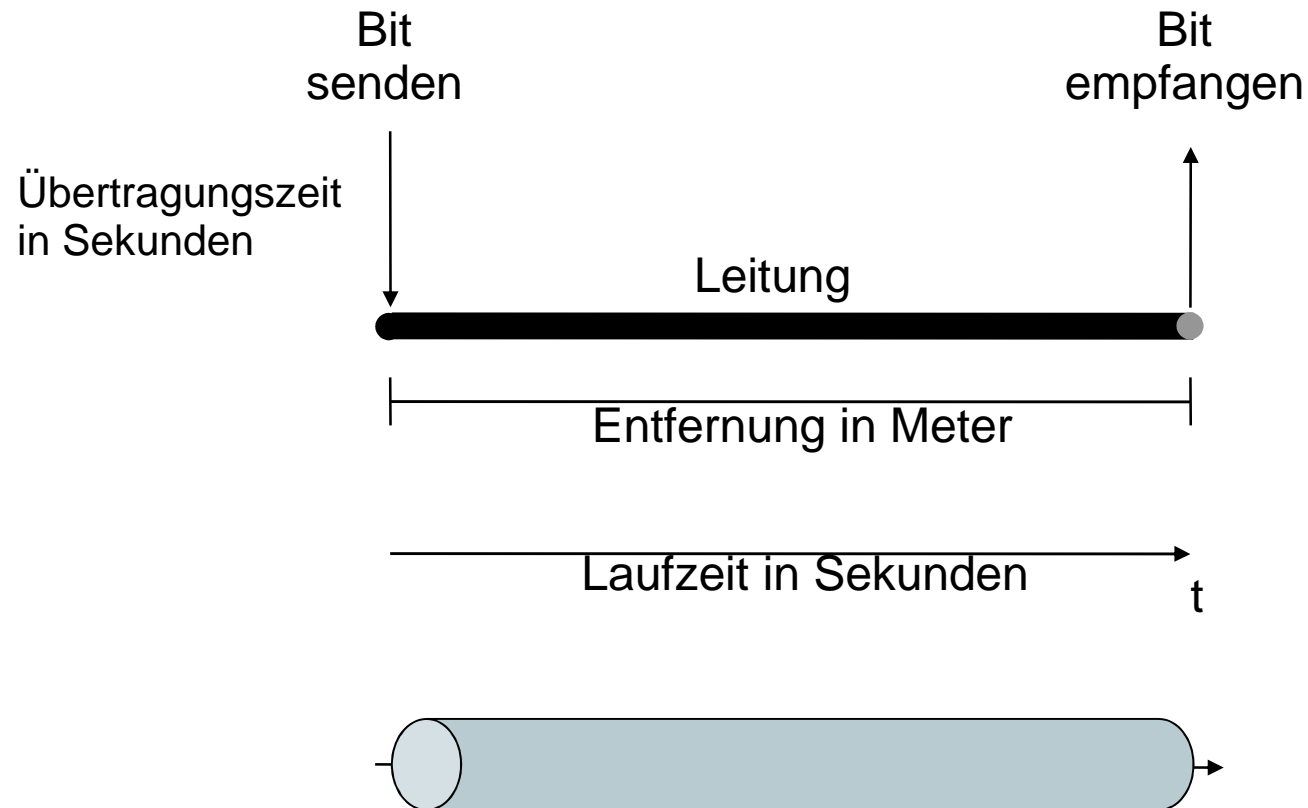 Bit
senden
Bit
empfangen
Übertragungszeit
in Sekunden
Leitung
Entfernung in Meter
Laufzeit in Sekunden
t